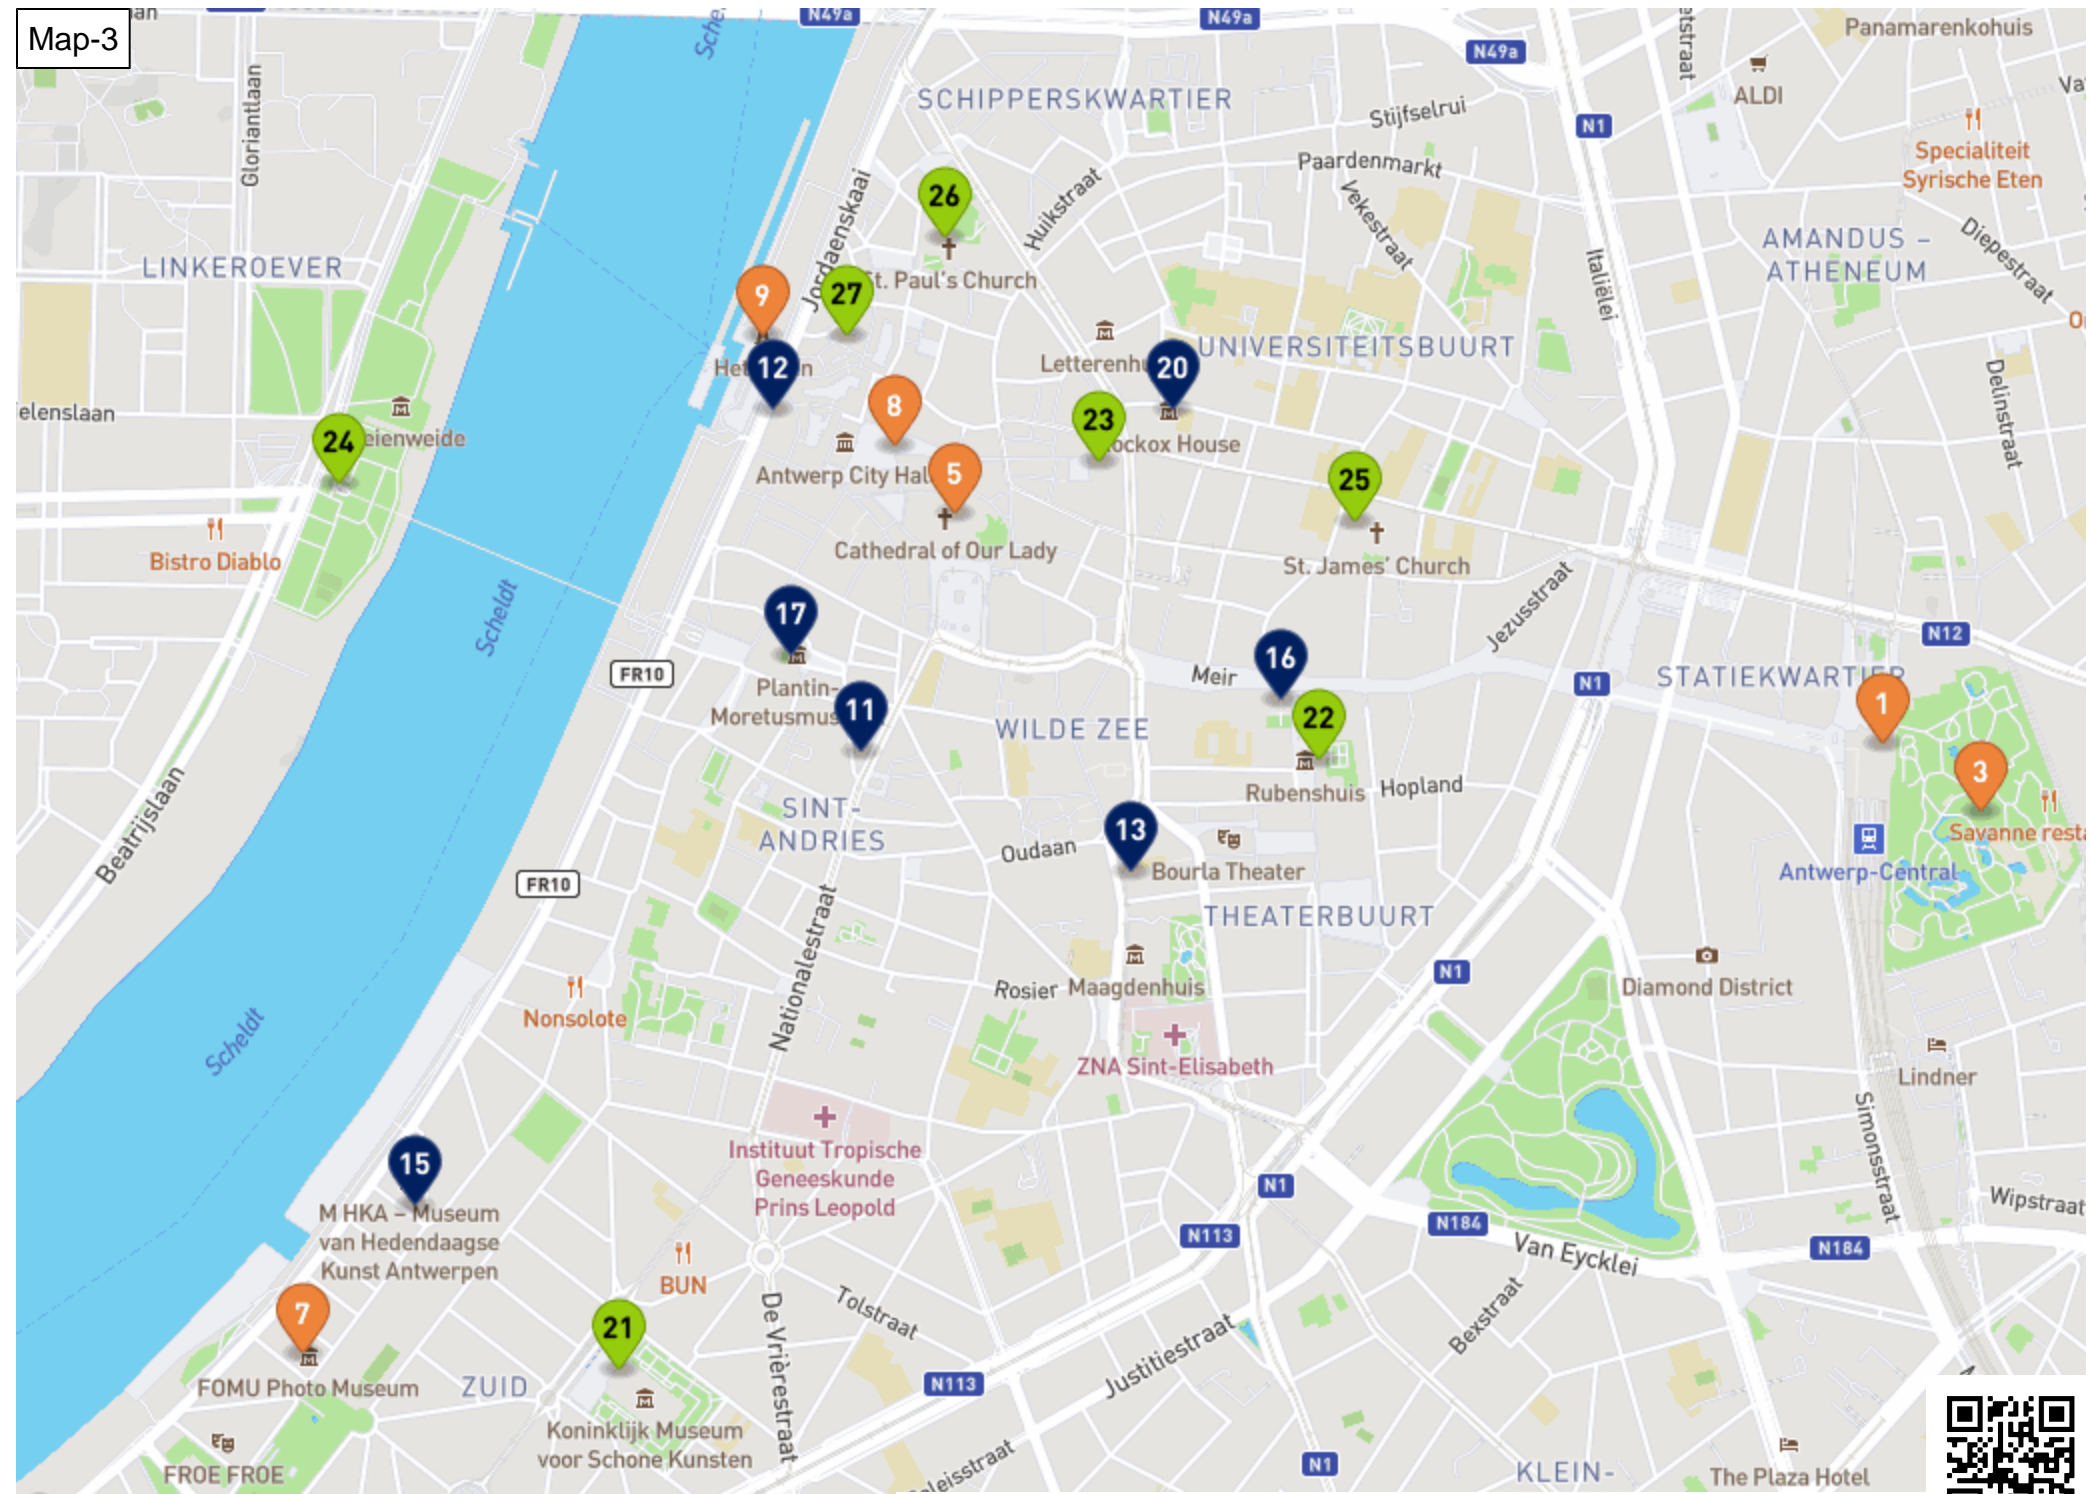 Map-3
N49a
N49a
N49a
Panamarenkohuis
Gloriantlaan
SCHIPPERSKWARTIER
Stijfselrui
ALDI
N1
Specialiteit
Syrische Eten
Paardenmarkt
Jordaenskaai
26
Huikstraat
Vekestraat
Italiëlei
AMANDUS –
ATHENEUM
Diepestraat
LINKEROEVER
St. Paul's Church
9
27
Letterenhu
UNIVERSITEITSBUURT
12
20
8
23
Delinstraat
elenslaan
24
eienweide
ockox House
Antwerp City Hal
5
25
Bistro Diablo
Cathedral of Our Lady
St. James' Church
Scheldt
Jezusstraat
17
N12
FR10
Meir
16
N1
STATIEKWARTIER
Plantin-
Moretusmus
11
WILDE ZEE
22
1
3
Rubenshuis
Hopland
SINT-
ANDRIES
Beatrijslaan
Oudaan
13
Bourla Theater
Savanne resta
Antwerp-Central
FR10
Nationalestraat
THEATERBUURT
N1
Nonsolote
Rosier
Maagdenhuis
Diamond District
Scheldt
ZNA Sint-Elisabeth
Lindner
Instituut Tropische
Geneeskunde
Prins Leopold
Simonsstraat
15
M HKA – Museum
van Hedendaagse
Kunst Antwerpen
N1
N113
N184
Van Eycklei
N184
Wipstraat
BUN
7
De Vrièrestraat
Tolstraat
21
Justitiestraat
Bexstraat
FOMU Photo Museum
ZUID
N113
Koninklijk Museum
voor Schone Kunsten
FROE FROE
N1
KLEIN-
The Plaza Hotel